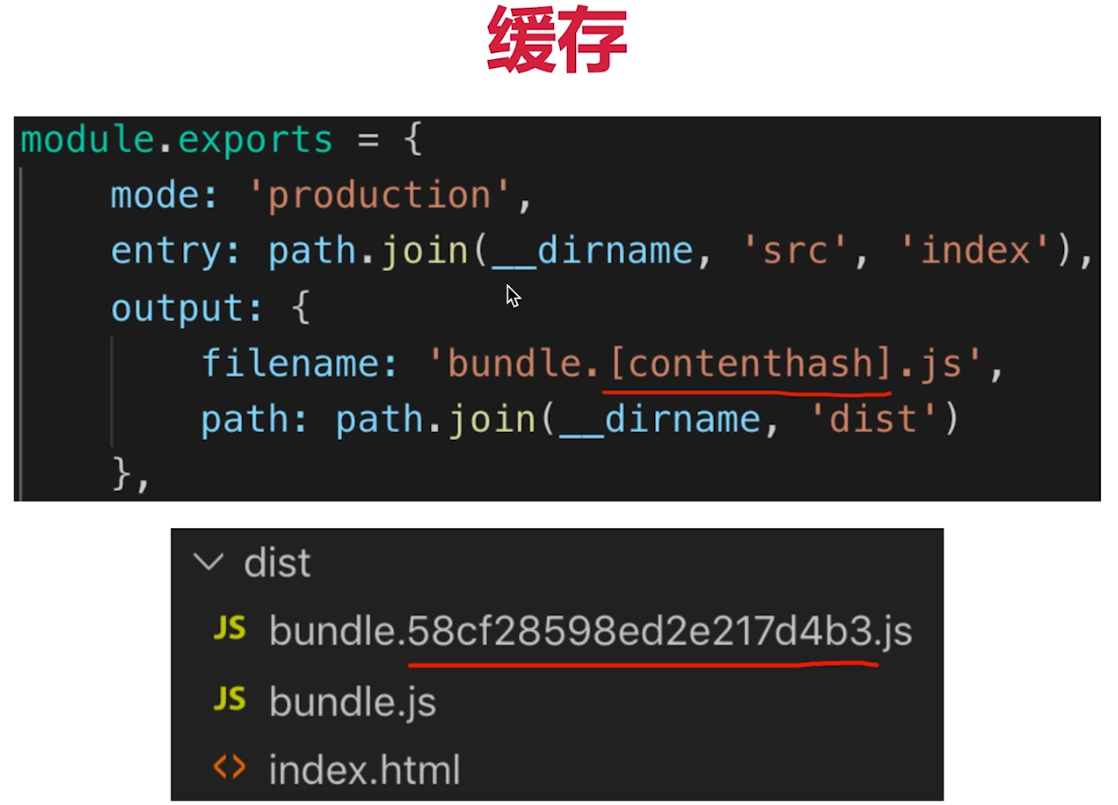 缓存
module.exports = {
mode: 'production',
entry: path.join(__dirname, 'src', 'index'),
output: {
filename: 'bundle.[contenthash].js',
path: path.join(__dirname, 'dist')
},
dist
JS bundle.58cf28598ed2e217d4b3.js
JS bundle.js
<> index.html